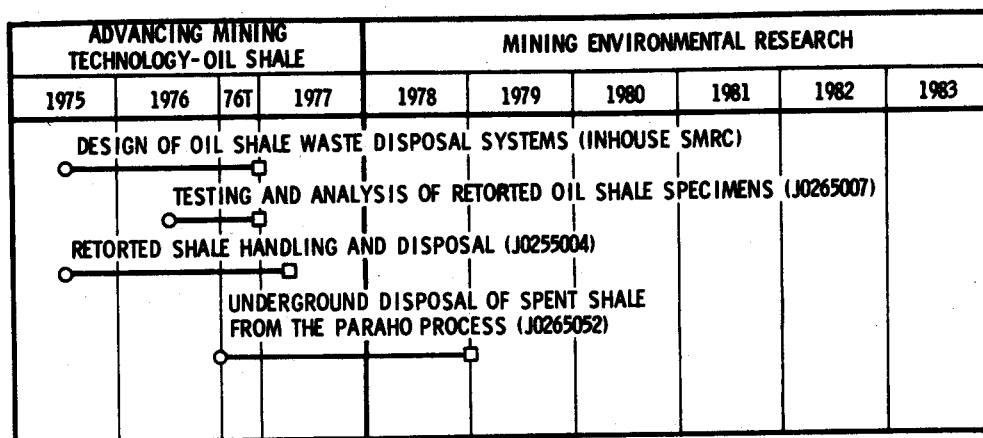 ADVANCING MINING
TECHNOLOGY-OIL SHALE
MINING ENVIRONMENTAL RESEARCH
1975 1976 76T 1977 1978 1979 1980 1981 1982 1983
DESIGN OF OIL SHALE WASTE DISPOSAL SYSTEMS (INHOUSE SMRC)
TESTING AND ANALYSIS OF RETORTED OIL SHALE SPECIMENS (J0265007)
RETORTED SHALE HANDLING AND DISPOSAL (J0255004)
UNDERGROUND DISPOSAL OF SPENT SHALE
FROM THE PARAHO PROCESS (J0265052)